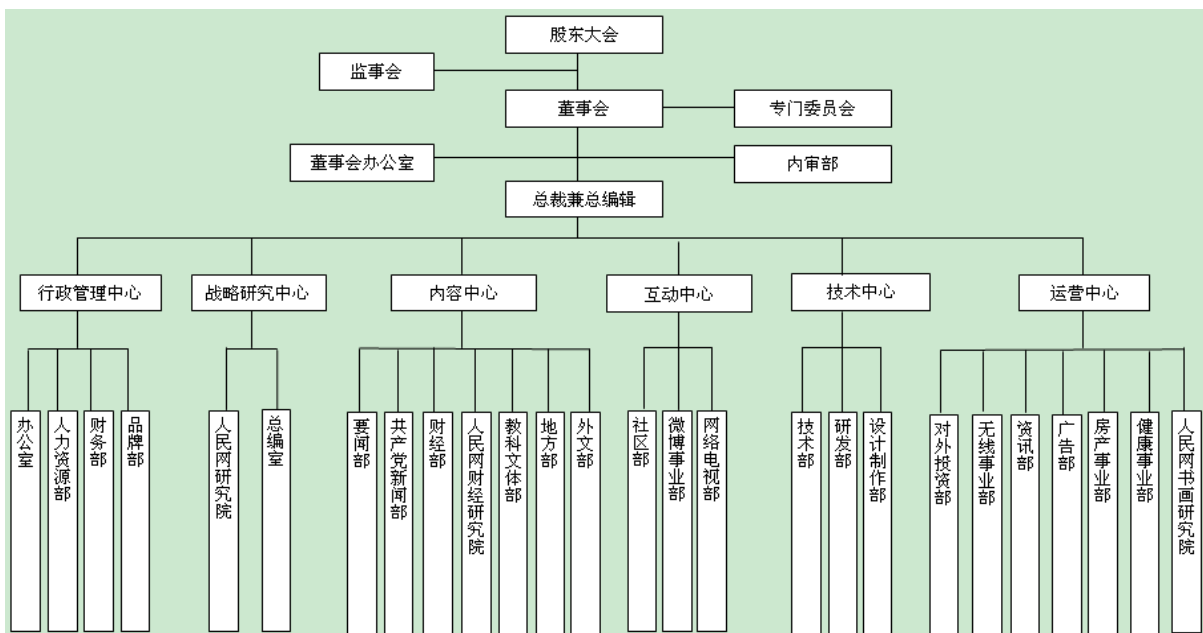 股东大会
监事会
董事会
专门委员会
董事会办公室
内审部
总裁兼总编辑
行政管理中心
战略研究中心
内容中心
互动中心
技术中心
运营中心
办公室
人力资源部
财务部
品牌部
人民网研究院
总编室
要闻部
共产党新闻部
财经部
人民网财经研究院
教科文体部
地方部
外文部
社区部
微博事业部
网络电视部
技术部
研发部
设计制作部
对外投资部
无线事业部
资讯部
广告部
房产事业部
健康事业部
人民网书画研究院